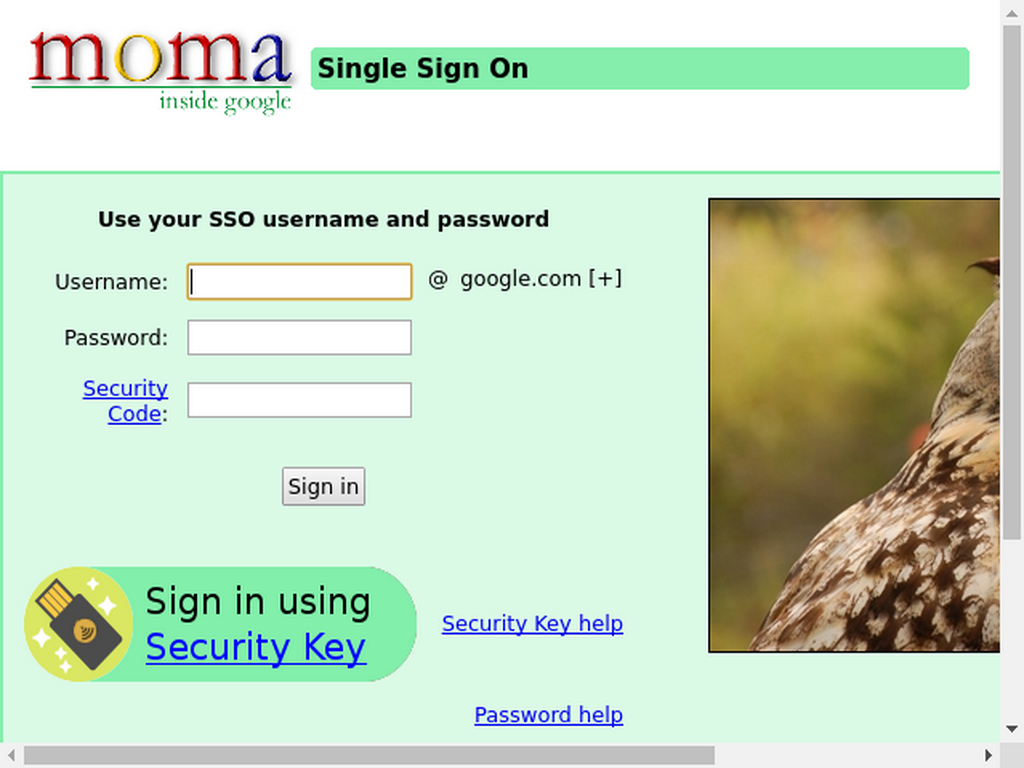 moma
inside google
Single Sign On
Use your SSO username and password
Username:
@ google.com [+]
Password:
Security
Code:
Sign in
Sign in using
Security Key
Security Key help
Password help